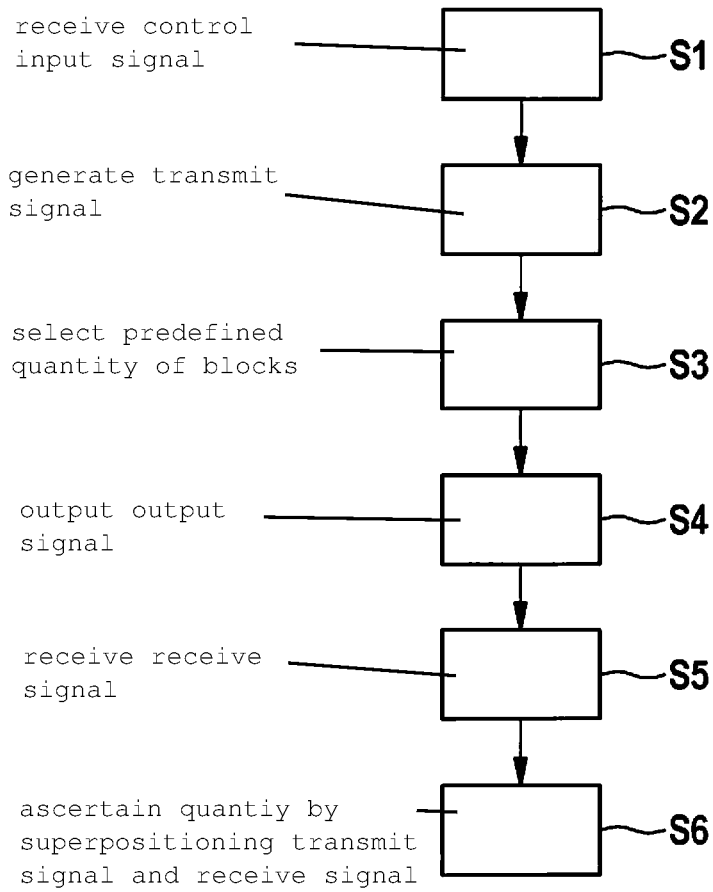 receive control
input signal
S1
generate transmit
signal
S2
select predefined
quantity of blocks
S3
output output
signal
S4
receive receive
signal
S5
ascertain quantiy by
superpositioning transmit
signal and receive signal
S6